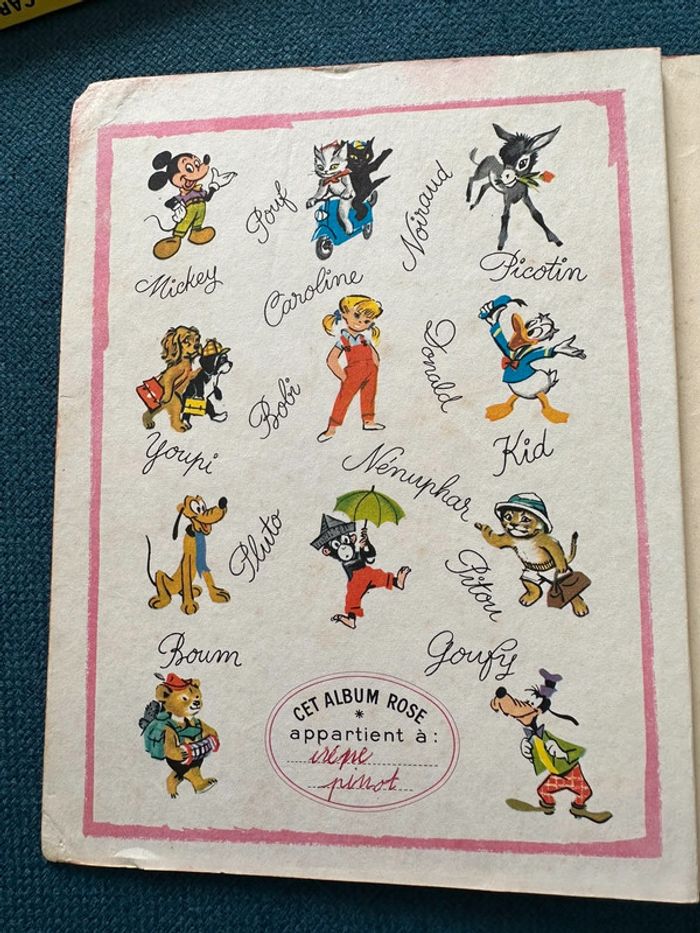 CAR
Pouf
Noiraud
Mickey
Caroline
Picotin
Donald
Bobi
Youpi
Kid
Nénuphar
Pluto
Pitou
Boum
Goufy
CET ALBUM ROSE
*
appartient à :
irène
pinot